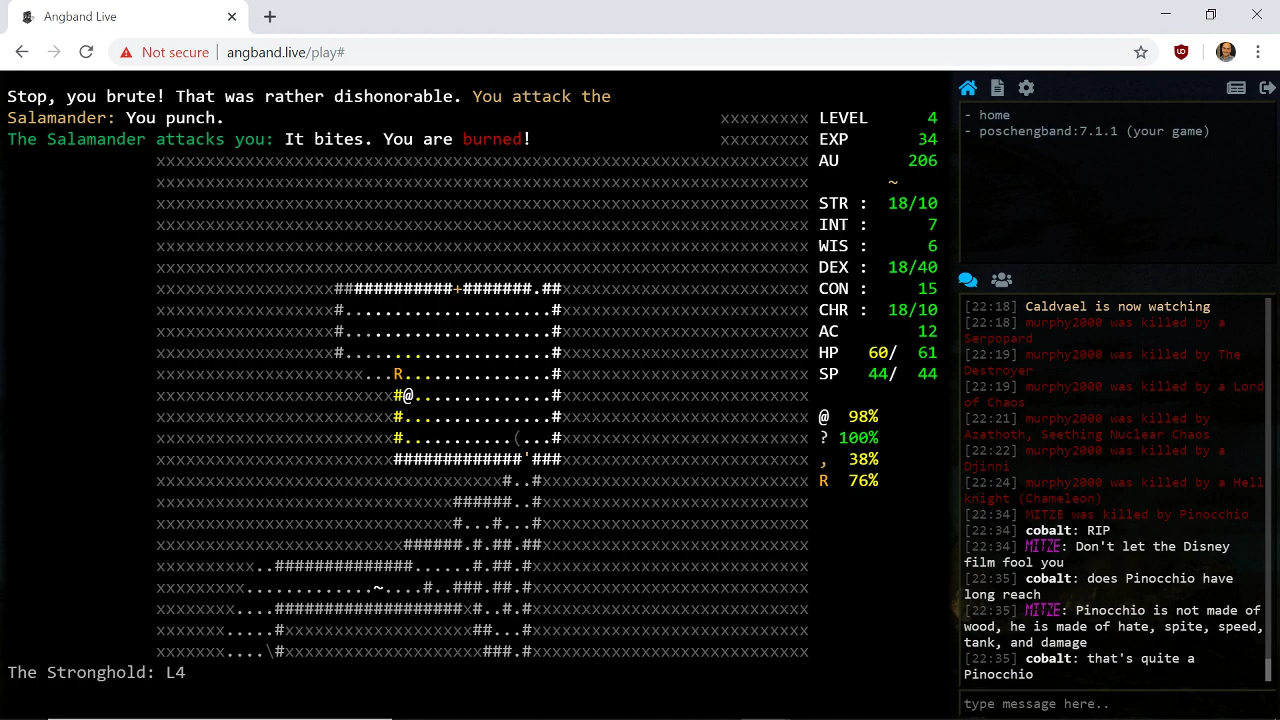 Angband Live
Not secure
angband.live/play#
Stop, you brute! That was rather dishonorable. You attack the
Salamander: You punch.
The Salamander attacks you: It bites. You are burned!
xxxxxxxxx
xxxxxxxxx
LEVEL 4
EXP 34
AU 206
~
STR : 18/10
INT : 7
WIS : 6
DEX : 18/40
CON : 15
CHR : 18/10
AC 12
HP 60/ 61
SP 44/ 44
@ 98%
? 100%
, 38%
R 76%
The Stronghold: L4
- home
- poschengband:7.1.1 (your game)
[22:18] Caldvael is now watching
[22:18] murphy2000 was killed by a
Serpopard
[22:19] murphy2000 was killed by The
Destroyer
[22:19] murphy2000 was killed by a Lord
of Chaos
[22:21] murphy2000 was killed by
Azathoth, Seething Nuclear Chaos
[22:22] murphy2000 was killed by a
Djinni
[22:24] murphy2000 was killed by a Hell
knight (Chameleon)
[22:34] MITZE was killed by Pinocchio
[22:34] cobalt: RIP
[22:34] MITZE: Don't let the Disney
film fool you
[22:35] cobalt: does Pinocchio have
long reach
[22:35] MITZE: Pinocchio is not made of
wood, he is made of hate, spite, speed,
tank, and damage
[22:35] cobalt: that's quite a
Pinocchio
type message here..